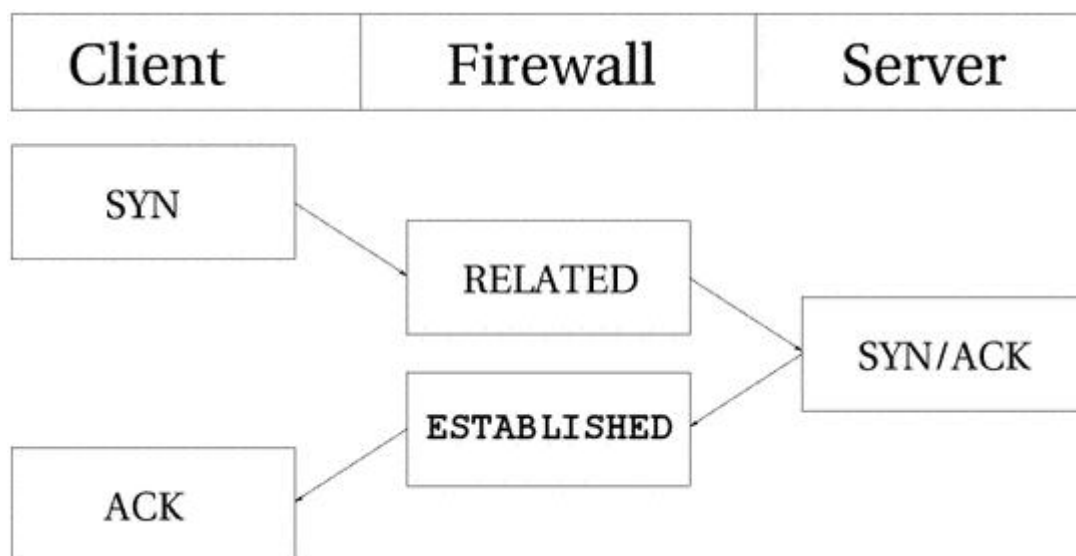 Client Firewall Server
SYN
RELATED
SYN/ACK
ESTABLISHED
ACK